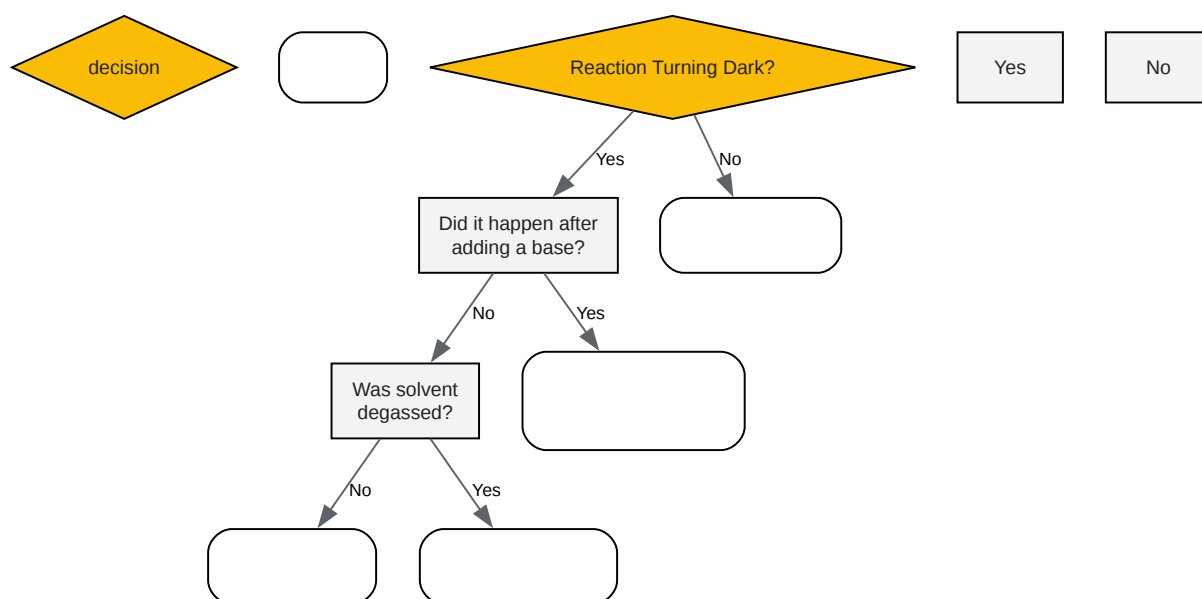 decision
Reaction Turning Dark?
Yes
No
Yes
No
Did it happen after
adding a base?
No
Yes
Was solvent
degassed?
No
Yes